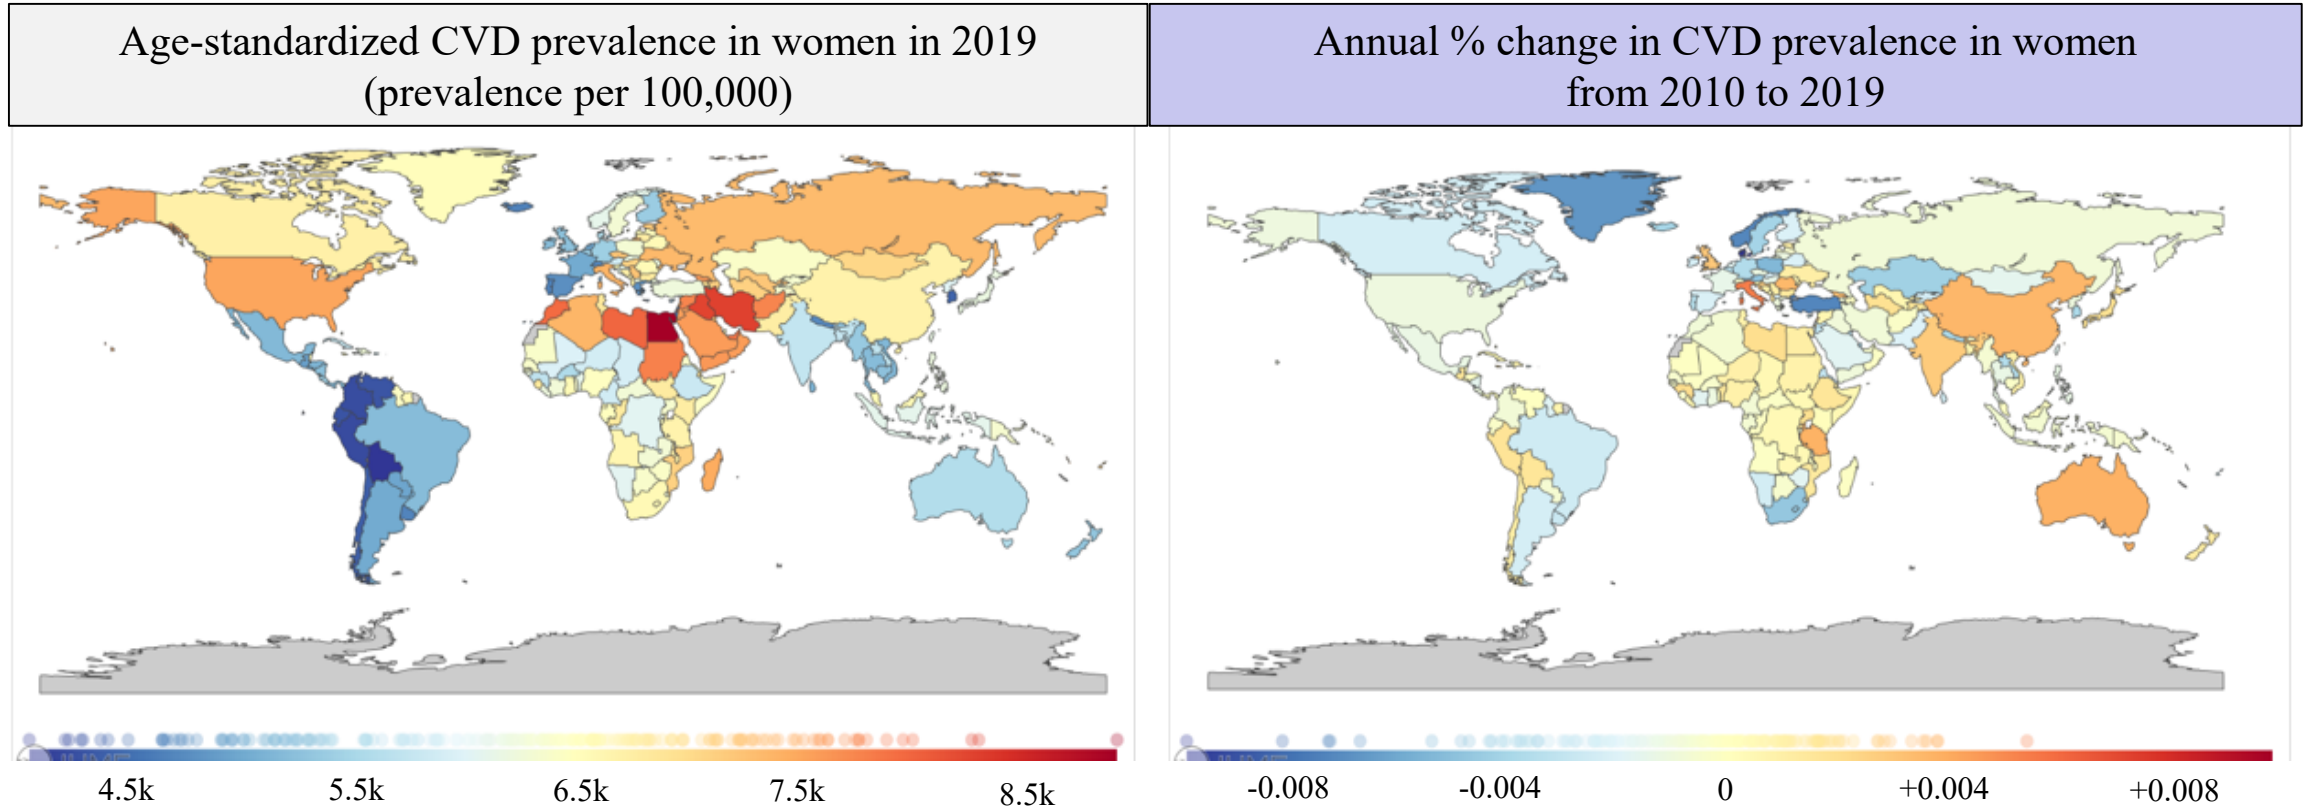 Age-standardized CVD prevalence in women in 2019
(prevalence per 100,000)
Annual % change in CVD prevalence in women
from 2010 to 2019
4.5k 5.5k 6.5k 7.5k 8.5k
-0.008 -0.004 0 +0.004 +0.008